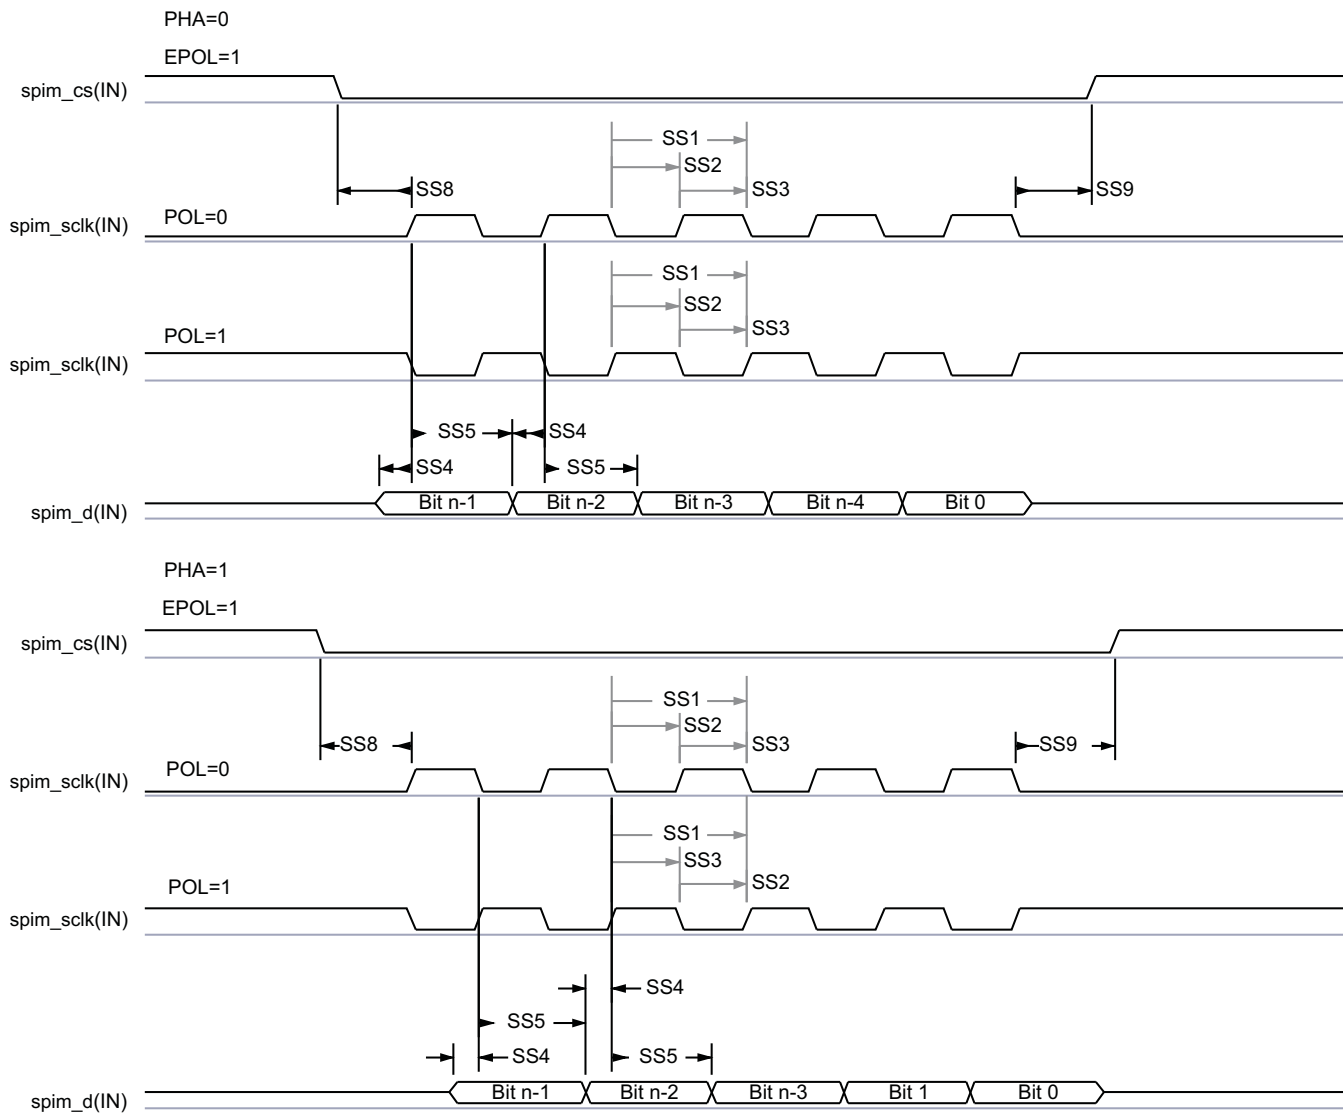 PHA=0
EPOL=1
spim_cs(IN)
SS1
SS2
SS8
SS3
SS9
POL=0
spim_sclk(IN)
SS1
SS2
SS3
POL=1
spim_sclk(IN)
SS5
SS4
SS4
SS5
spim_d(IN)
Bit n-1
Bit n-2
Bit n-3
Bit n-4
Bit 0
PHA=1
EPOL=1
spim_cs(IN)
SS1
SS2
SS8
SS3
SS9
POL=0
spim_sclk(IN)
SS1
SS3
SS2
POL=1
spim_sclk(IN)
SS4
SS5
SS4
SS5
spim_d(IN)
Bit n-1
Bit n-2
Bit n-3
Bit 1
Bit 0